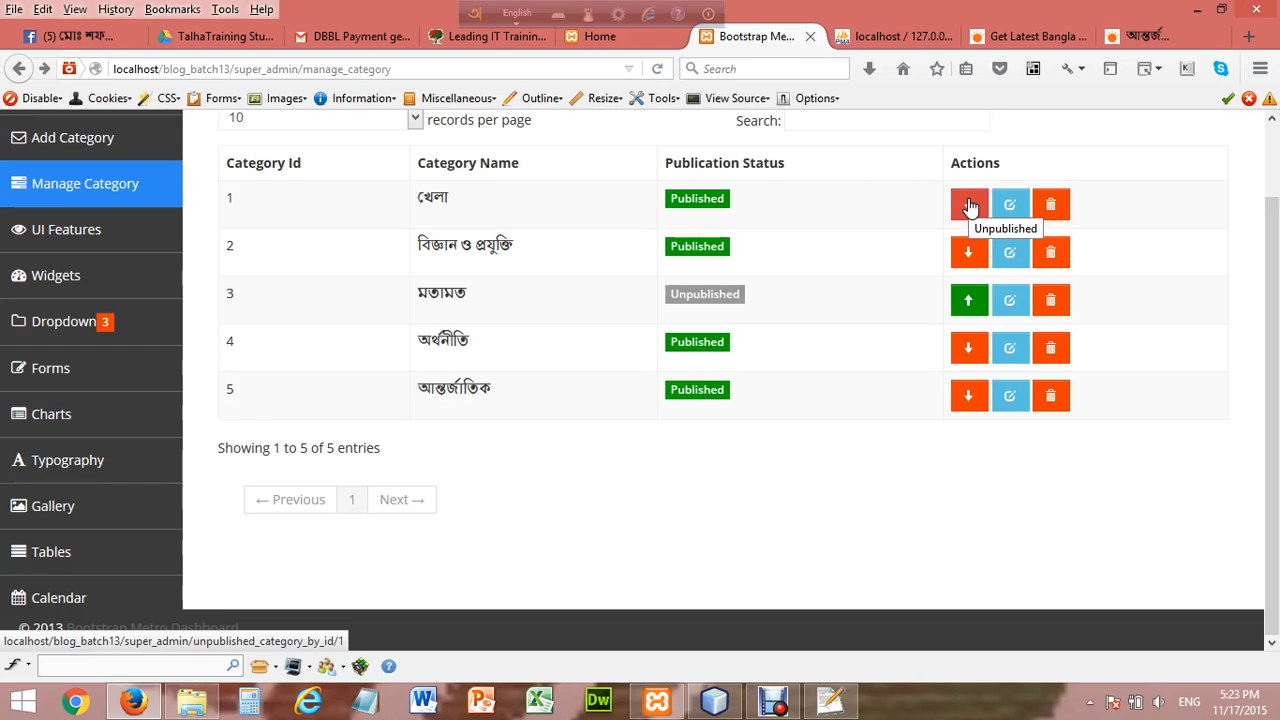 File Edit View History Bookmarks Tools Help
English
(5) মোঃ শফ...
TalhaTraining Stu...
DBBL Payment ge...
Leading IT Trainin...
Home
Bootstrap Me...
localhost / 127.0.0...
Get Latest Bangla ...
আন্তর্জ...
localhost/blog_batch13/super_admin/manage_category
Search
Disable Cookies CSS Forms Images Information Miscellaneous Outline Resize Tools View Source Options
10 records per page
Search:
Add Category
Manage Category
UI Features
Widgets
Dropdown 3
Forms
Charts
Typography
Gallery
Tables
Calendar
Category Id Category Name Publication Status Actions
1 খেলা Published
Unpublished
2 বিজ্ঞান ও প্রযুক্তি Published
3 মতামত Unpublished
4 অর্থনীতি Published
5 আন্তর্জাতিক Published
Showing 1 to 5 of 5 entries
← Previous 1 Next →
© 2013 Bootstrap Metro Dashboard
localhost/blog_batch13/super_admin/unpublished_category_by_id/1
ENG
5:23 PM
11/17/2015